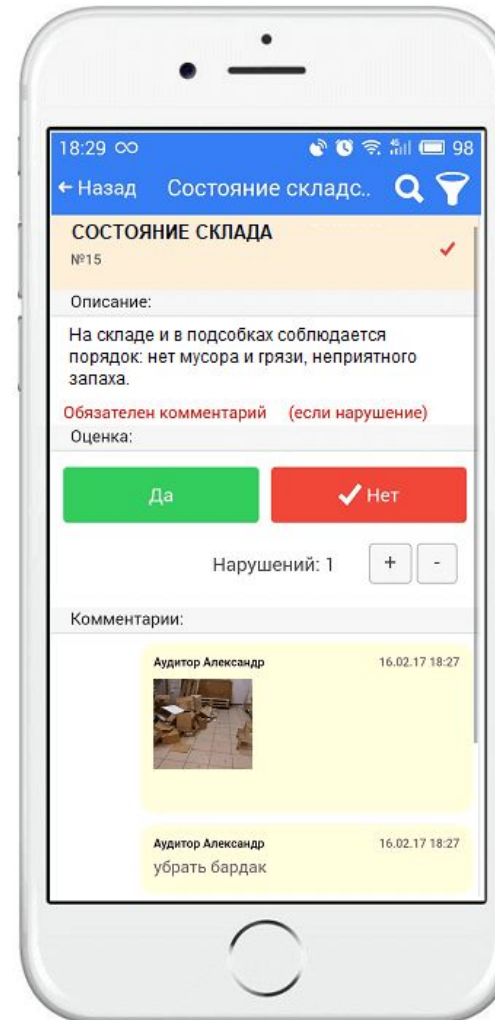 18:29 98
Назад Состояние складс..
СОСТОЯНИЕ СКЛАДА
№15
Описание:
На складе и в подсобках соблюдается
порядок: нет мусора и грязи, неприятного
запаха.
Обязателен комментарий (если нарушение)
Оценка:
Да Нет
Нарушений: 1 + -
Комментарии:
Аудитор Александр 16.02.17 18:27
Аудитор Александр 16.02.17 18:27
убрать бардак